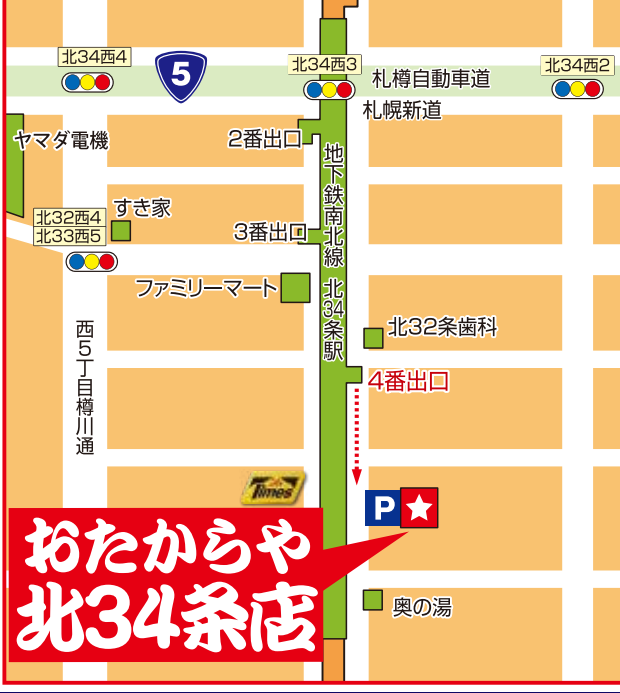 北34西4
5
北34西3
北34西2
札樽自動車道
札幌新道
ヤマダ電機
2番出口
地下鉄南北線 北34条駅
すき家
北32西4
北33西5
3番出口
ファミリーマート
北32条歯科
西5丁目樽川通
4番出口
Times
P
おたからや
北34条店
奥の湯